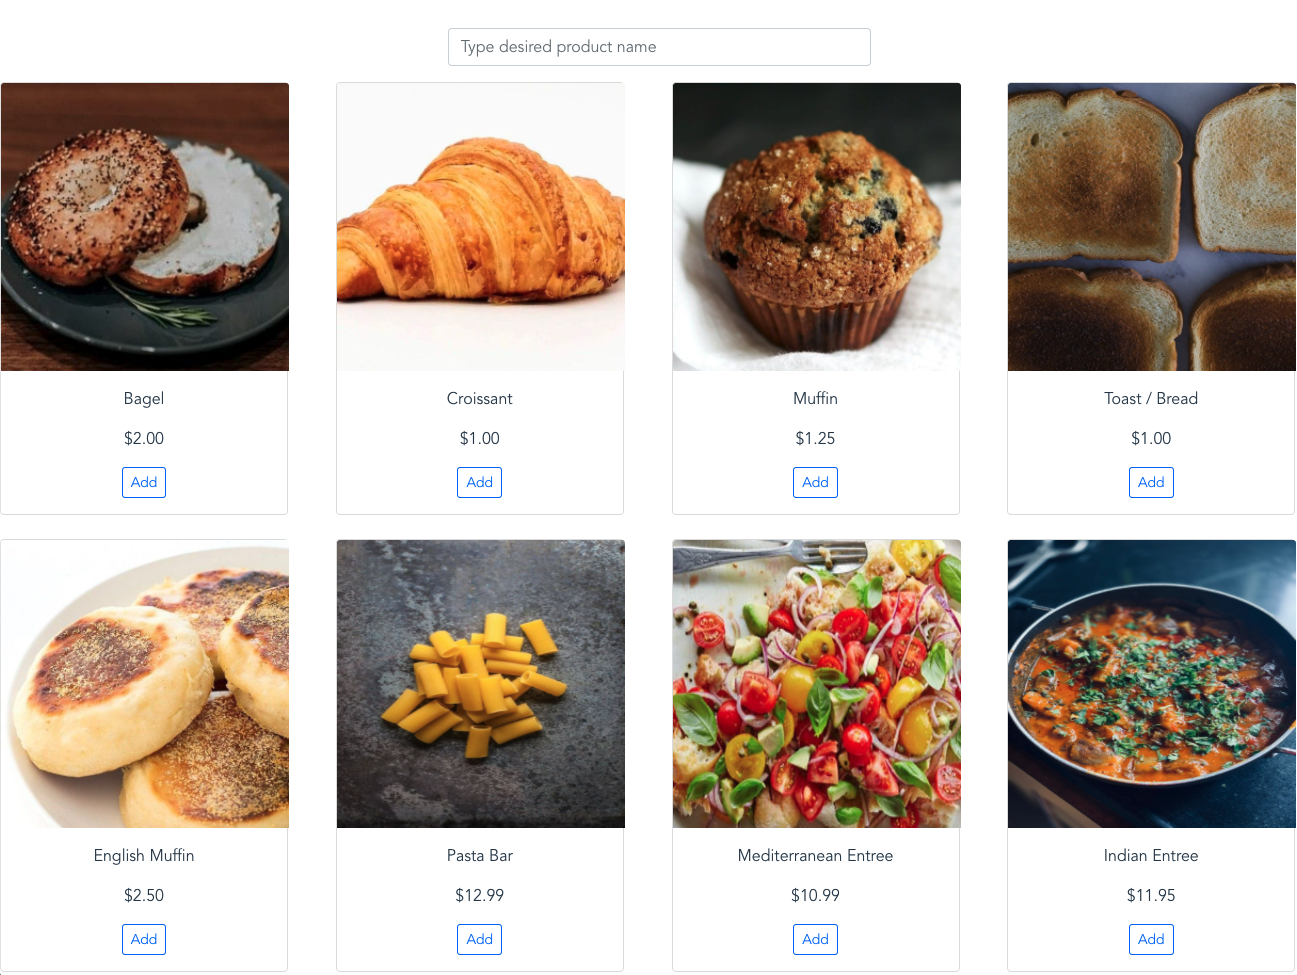 Type desired product name
Bagel
$2.00
Add
Croissant
$1.00
Add
Muffin
$1.25
Add
Toast / Bread
$1.00
Add
English Muffin
$2.50
Add
Pasta Bar
$12.99
Add
Mediterranean Entree
$10.99
Add
Indian Entree
$11.95
Add